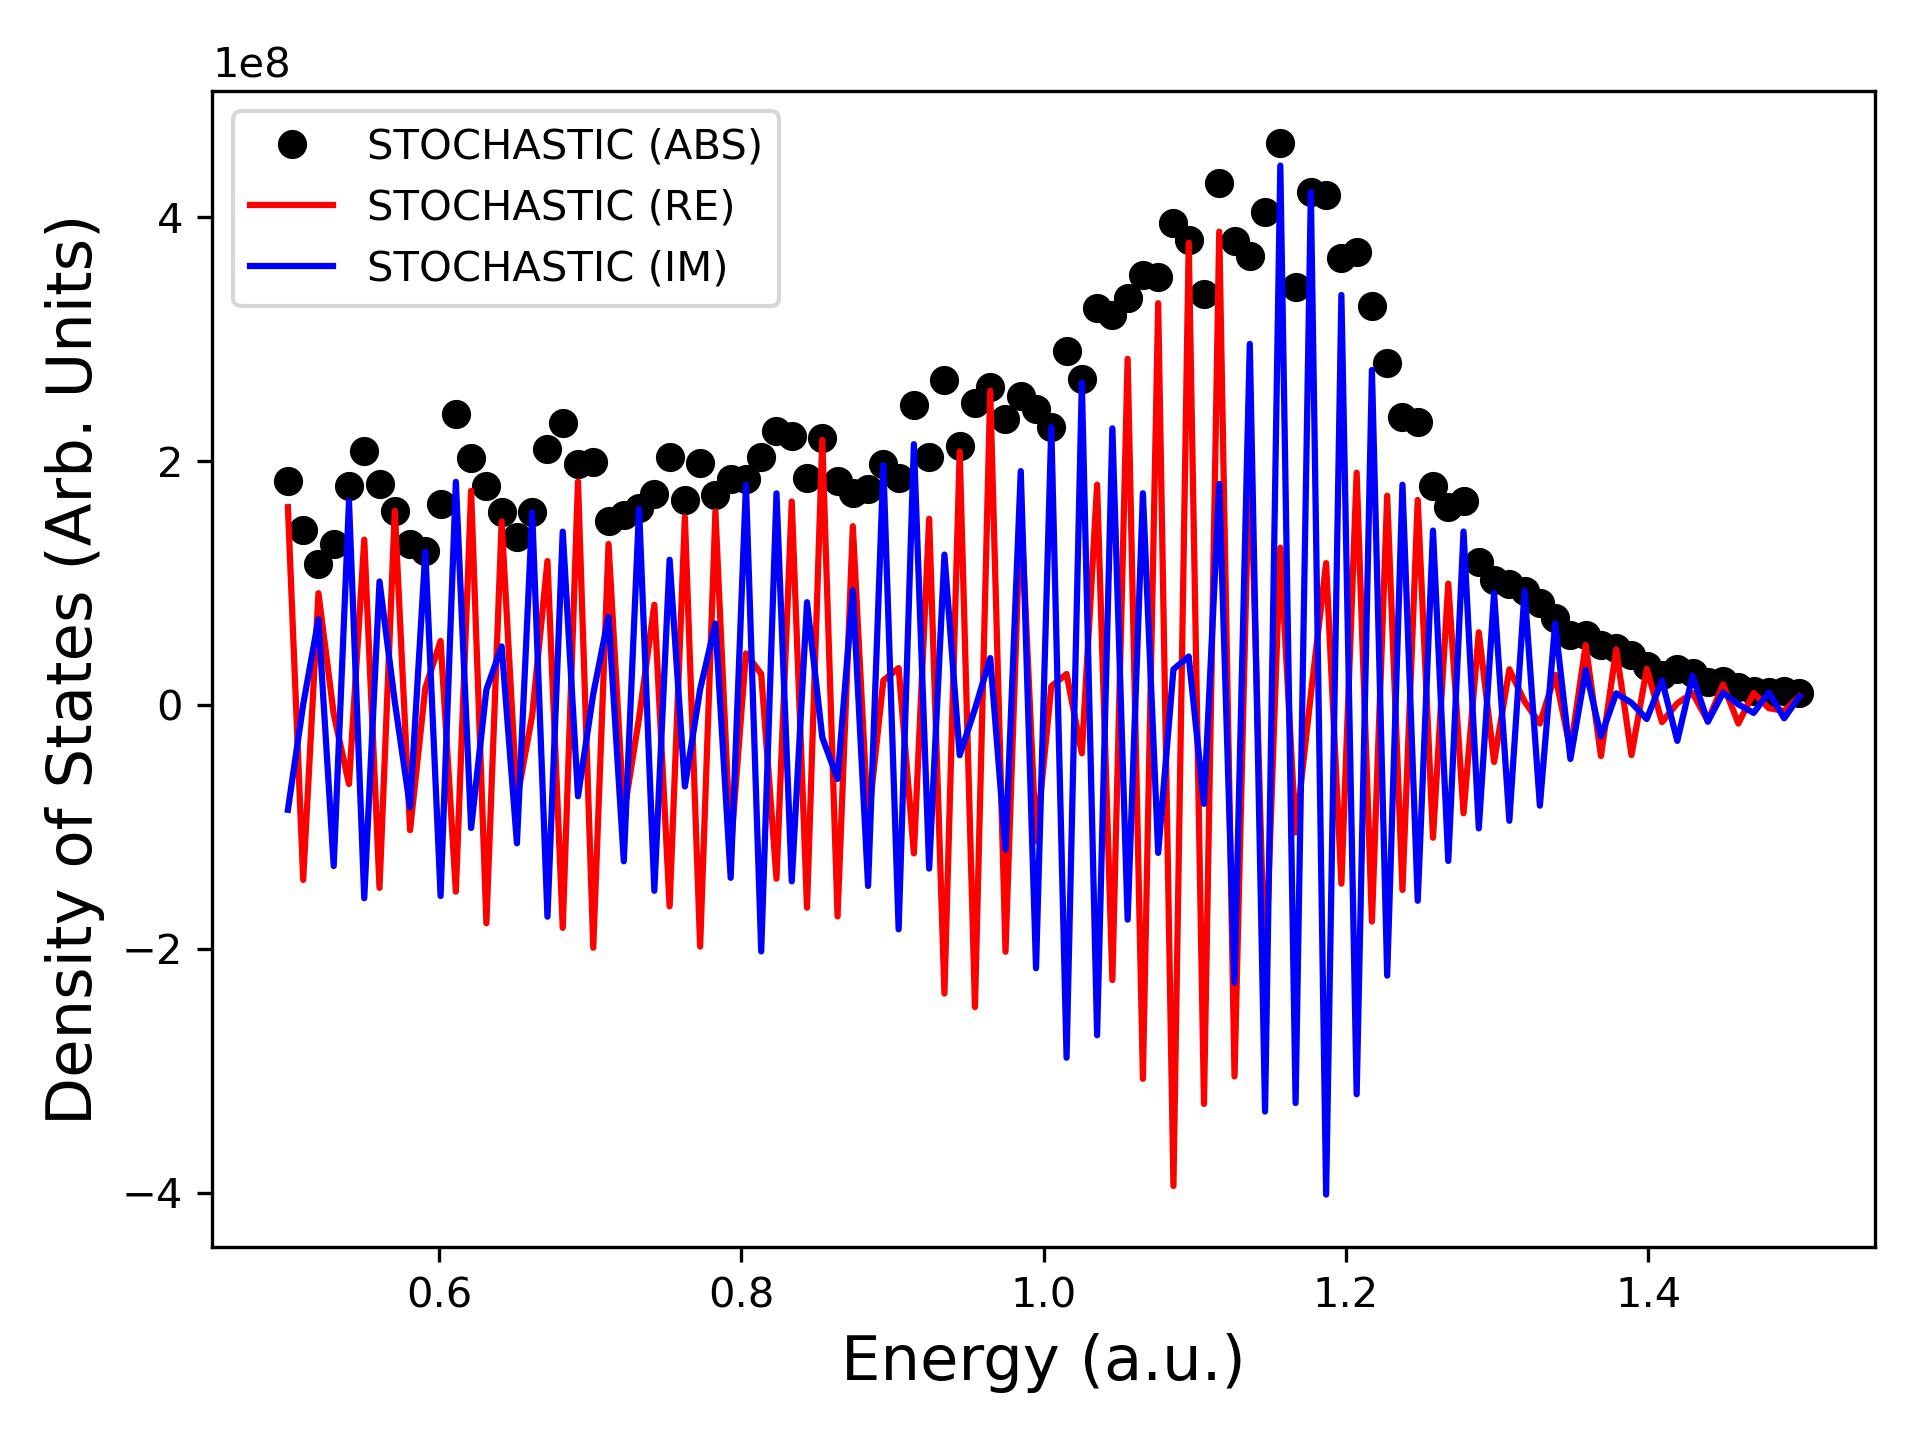 1e8
STOCHASTIC (ABS)
STOCHASTIC (RE)
STOCHASTIC (IM)
Density of States (Arb. Units)
4
2
0
−2
−4
0.6 0.8 1.0 1.2 1.4
Energy (a.u.)